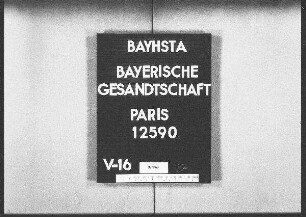 BAYHSTA
BAYERISCHE
GESANDTSCHAFT
PARIS
12590
V-16